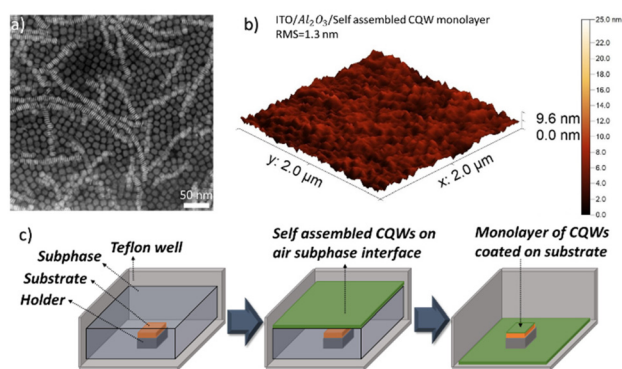 a)
50 nm
b)
ITO/Al₂O₃/Self assembled CQW monolayer
RMS=1.3 nm
y: 2.0 μm
x: 2.0 μm
9.6 nm
0.0 nm
25.0 nm
22.0
20.0
18.0
16.0
14.0
12.0
10.0
8.0
6.0
4.0
2.0
0.0
c)
Subphase
Substrate
Holder
Teflon well
Self assembled CQWs on
air subphase interface
Monolayer of CQWs
coated on substrate